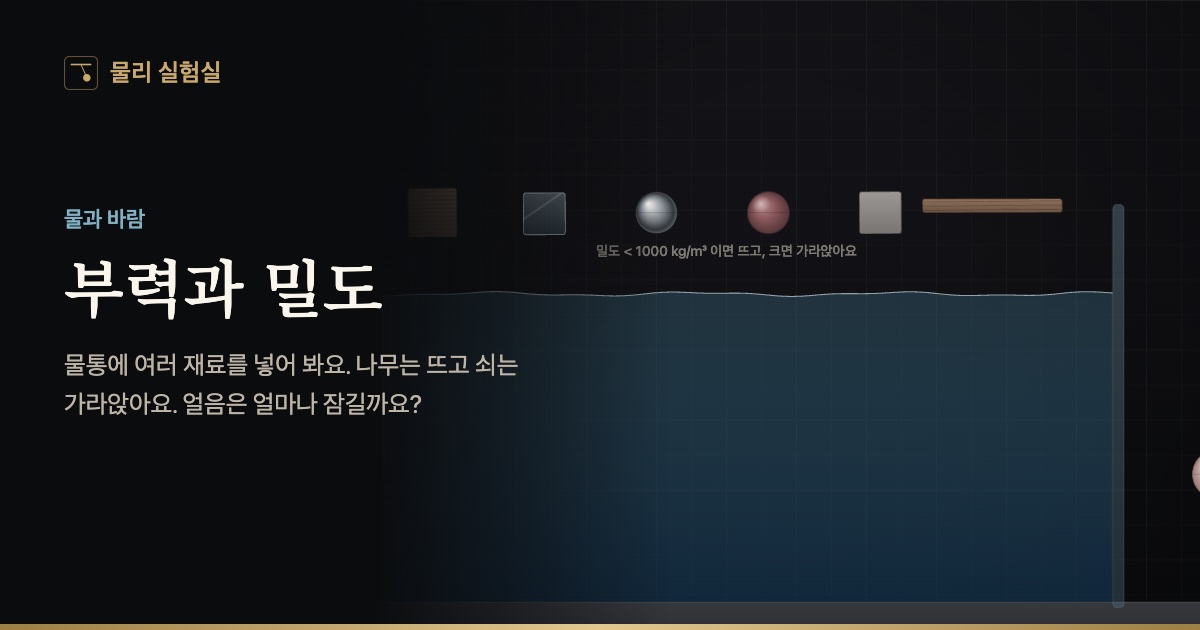 물리 실험실
물과 바람
부력과 밀도
물통에 여러 재료를 넣어 봐요. 나무는 뜨고 쇠는
가라앉아요. 얼음은 얼마나 잠길까요?
밀도 < 1000 kg/m³ 이면 뜨고, 크면 가라앉아요